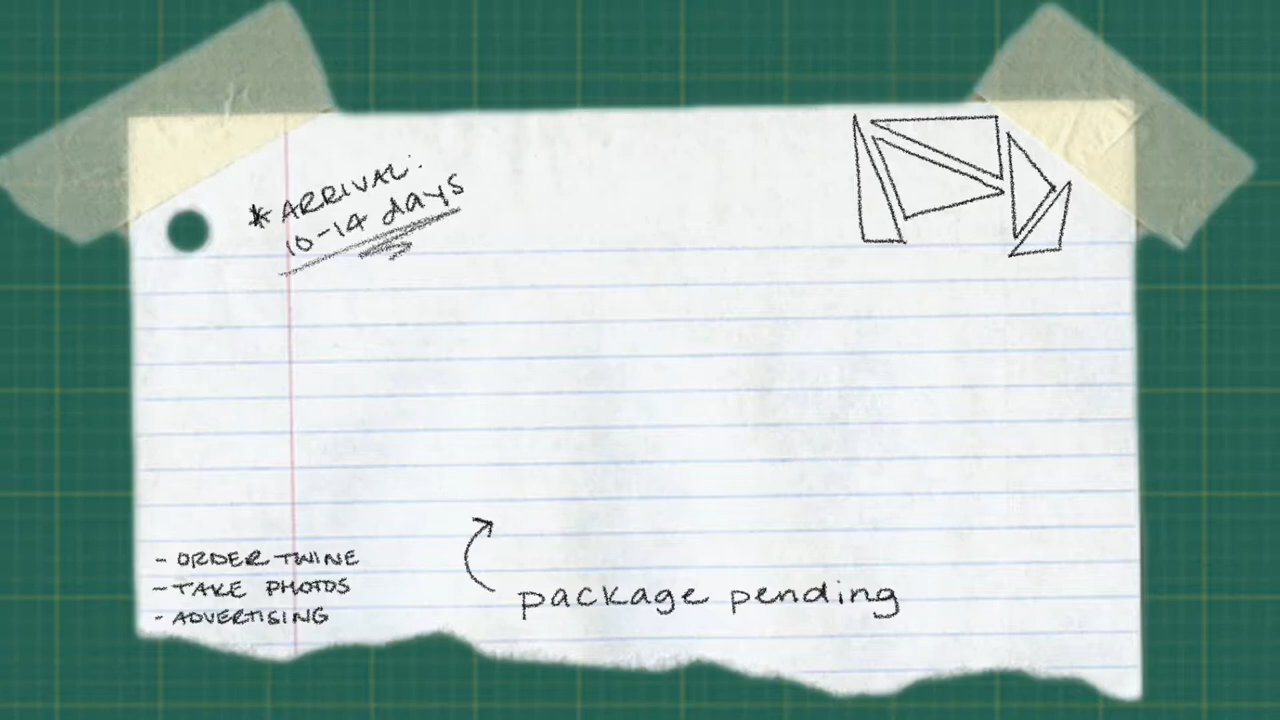 * ARRIVAL:
10-14 days
- ORDER TWINE
- TAKE PHOTOS
- ADVERTISING
package pending